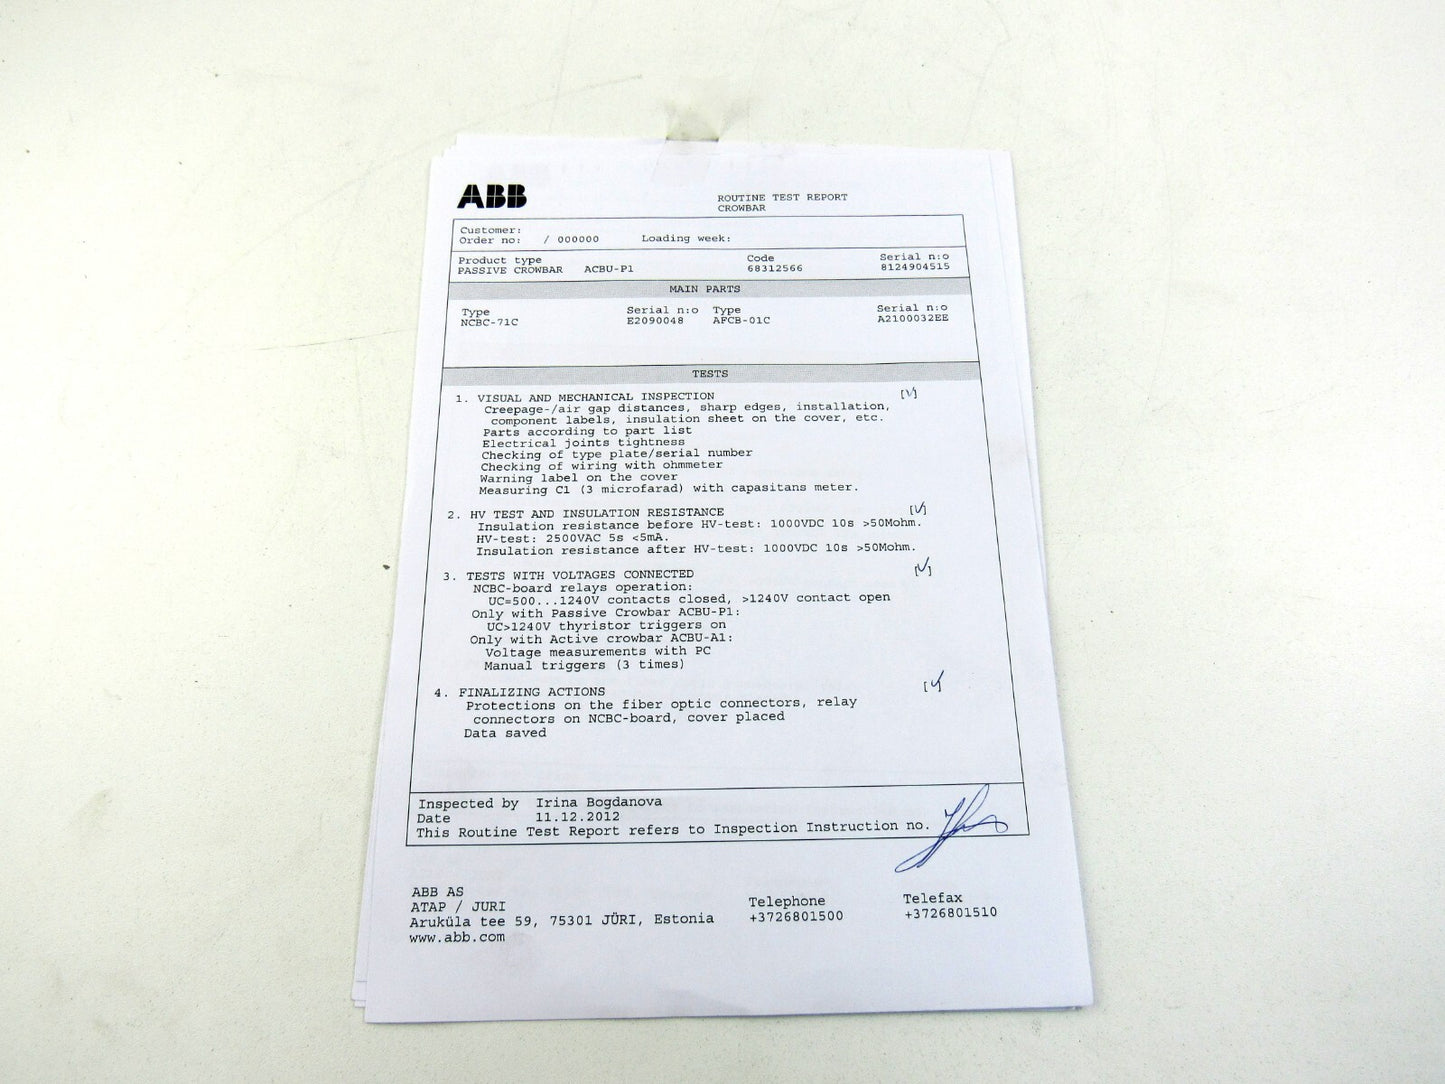 ABB
ROUTINE TEST REPORT
CROWBAR
Customer:
Order no: / 000000 Loading week:
Product type Code Serial n:o
PASSIVE CROWBAR ACBU-P1 68312566 8124904515
MAIN PARTS
Type Serial n:o Type Serial n:o
NCBC-71C E2090048 AFCB-01C A2100032EE
TESTS
1. VISUAL AND MECHANICAL INSPECTION [√]
Creepage-/air gap distances, sharp edges, installation,
component labels, insulation sheet on the cover, etc.
Parts according to part list
Electrical joints tightness
Checking of type plate/serial number
Checking of wiring with ohmmeter
Warning label on the cover
Measuring C1 (3 microfarad) with capasitans meter.
2. HV TEST AND INSULATION RESISTANCE [√]
Insulation resistance before HV-test: 1000VDC 10s >50Mohm.
HV-test: 2500VAC 5s <5mA.
Insulation resistance after HV-test: 1000VDC 10s >50Mohm.
3. TESTS WITH VOLTAGES CONNECTED [√]
NCBC-board relays operation:
UC=500...1240V contacts closed, >1240V contact open
Only with Passive Crowbar ACBU-P1:
UC>1240V thyristor triggers on
Only with Active crowbar ACBU-A1:
Voltage measurements with PC
Manual triggers (3 times)
4. FINALIZING ACTIONS [√]
Protections on the fiber optic connectors, relay
connectors on NCBC-board, cover placed
Data saved
Inspected by Irina Bogdanova
Date 11.12.2012
This Routine Test Report refers to Inspection Instruction no.
ABB AS
ATAP / JURI Telephone Telefax
Aruküla tee 59, 75301 JÜRI, Estonia +3726801500 +3726801510
www.abb.com